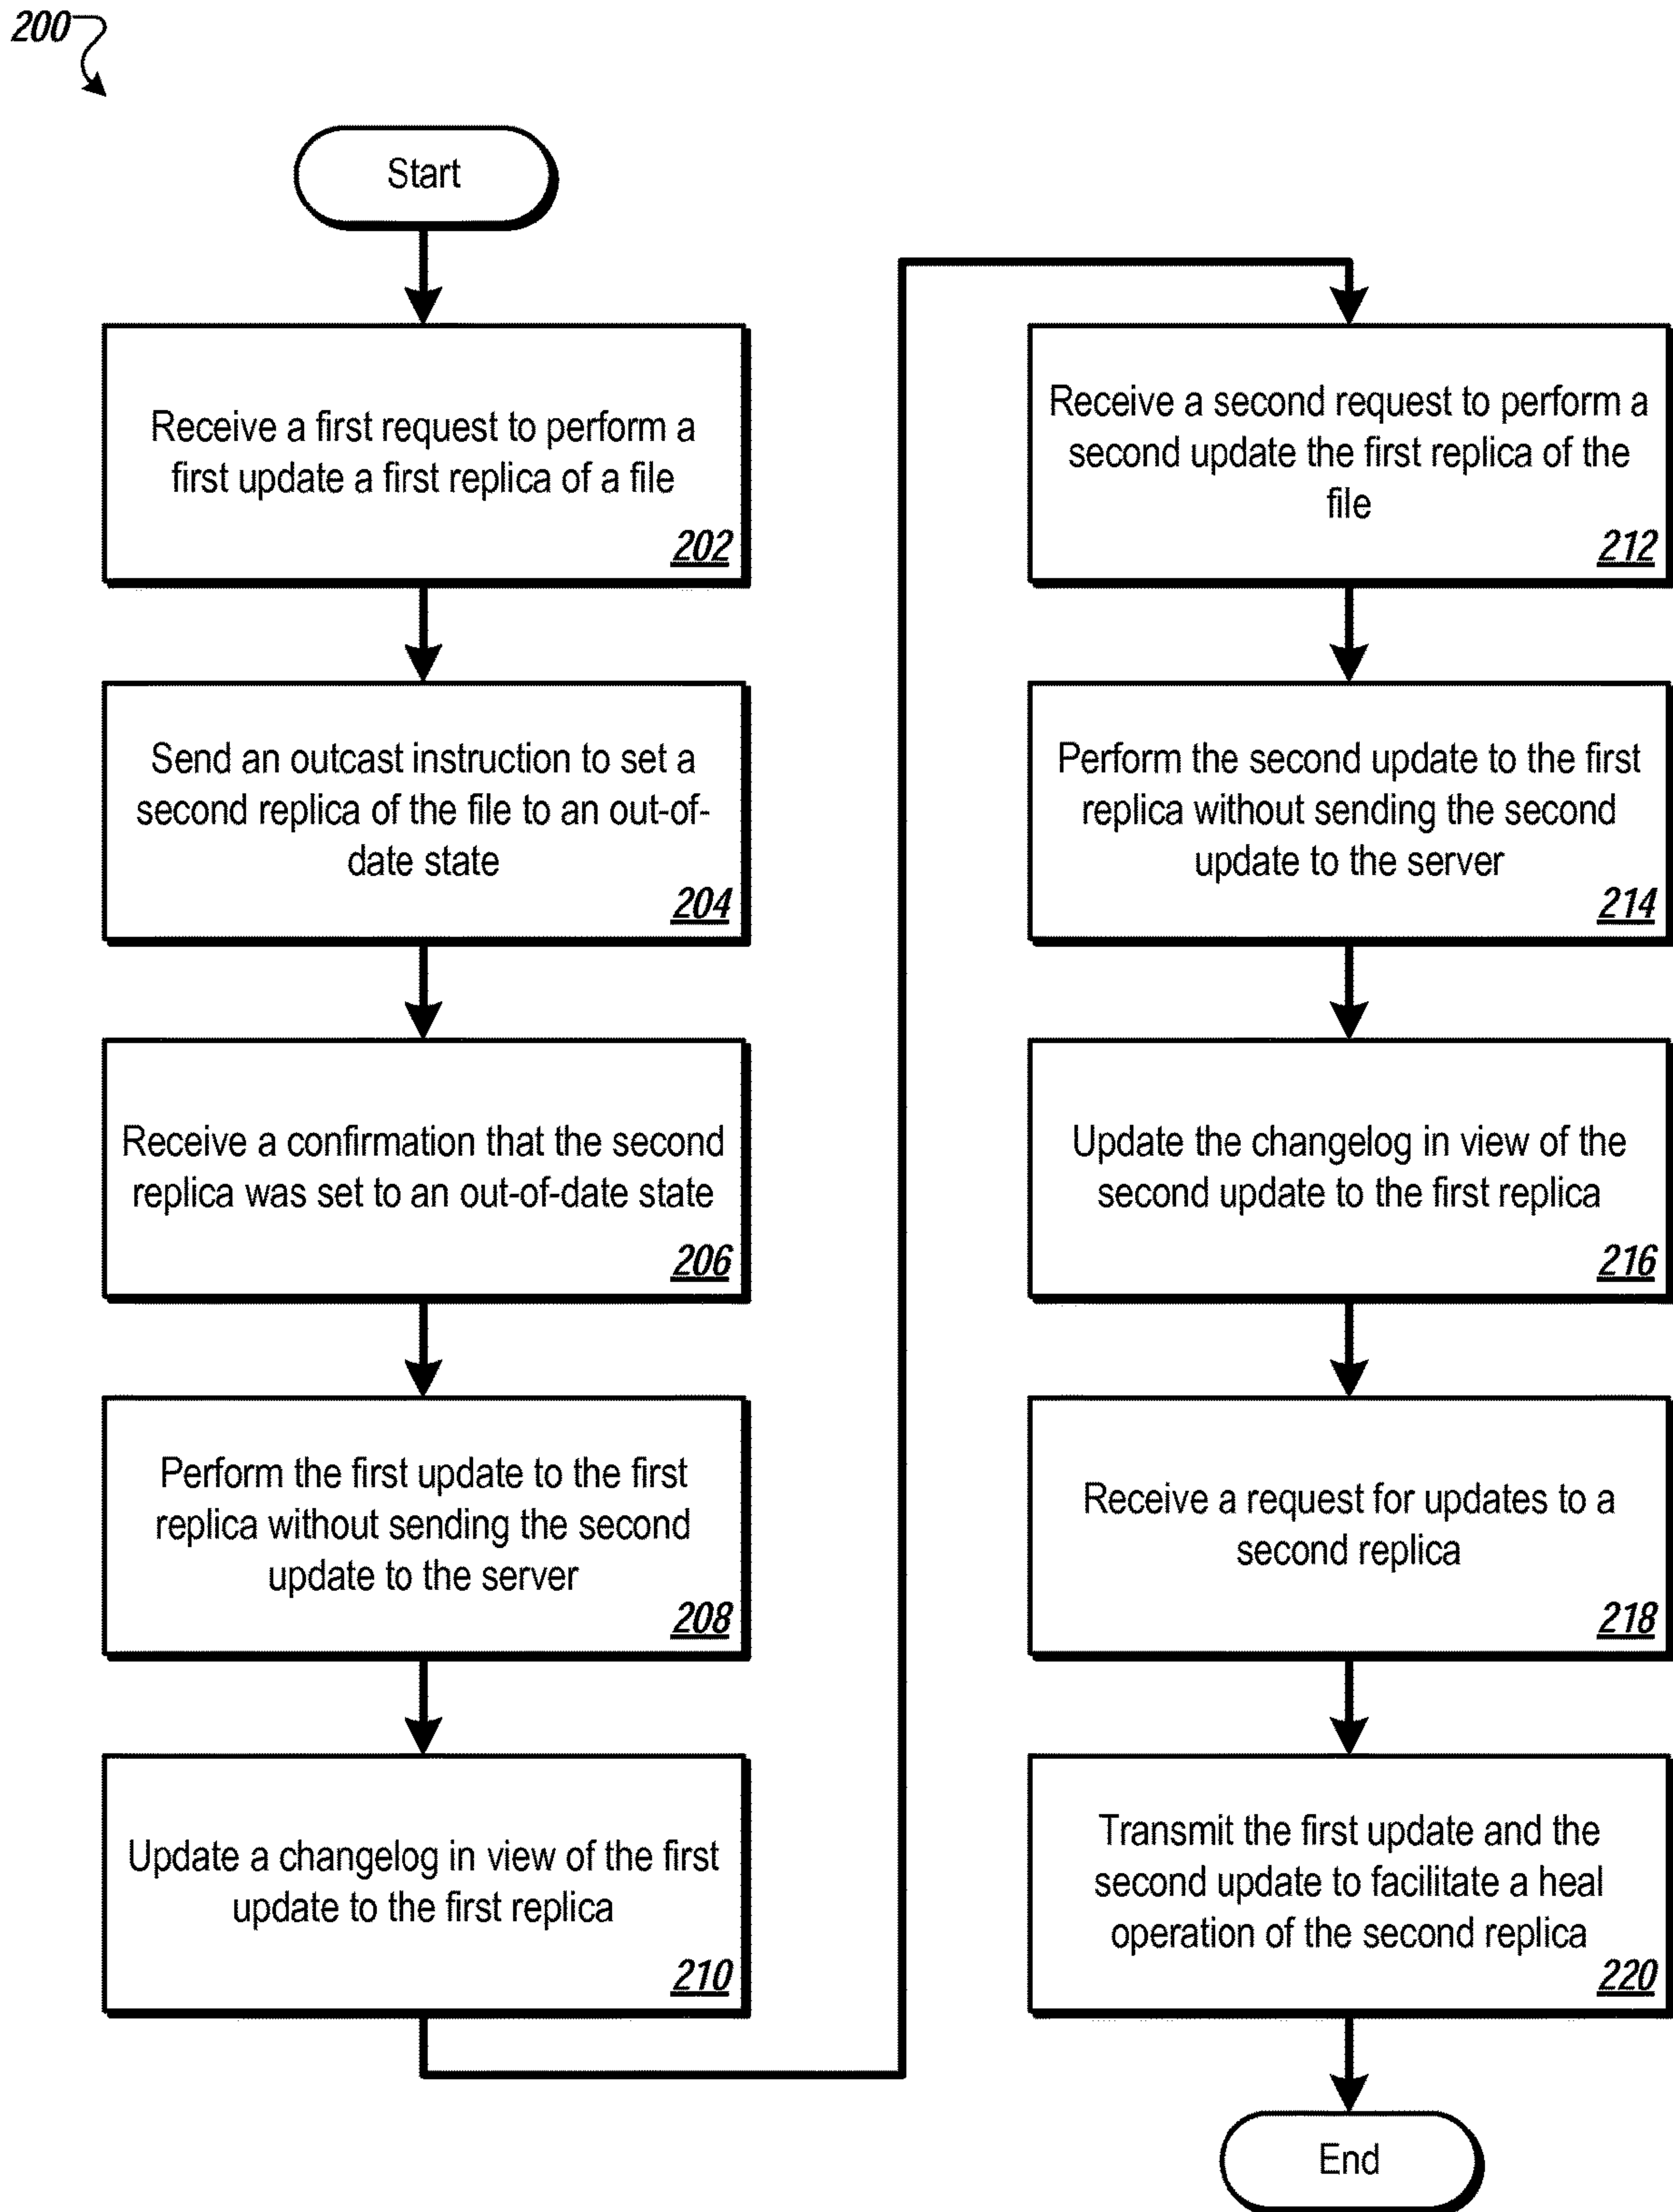 200
Start
Receive a first request to perform a
first update a first replica of a file
202
Send an outcast instruction to set a
second replica of the file to an out-of-
date state
204
Receive a confirmation that the second
replica was set to an out-of-date state
206
Perform the first update to the first
replica without sending the second
update to the server
208
Update a changelog in view of the first
update to the first replica
210
Receive a second request to perform a
second update the first replica of the
file
212
Perform the second update to the first
replica without sending the second
update to the server
214
Update the changelog in view of the
second update to the first replica
216
Receive a request for updates to a
second replica
218
Transmit the first update and the
second update to facilitate a heal
operation of the second replica
220
End